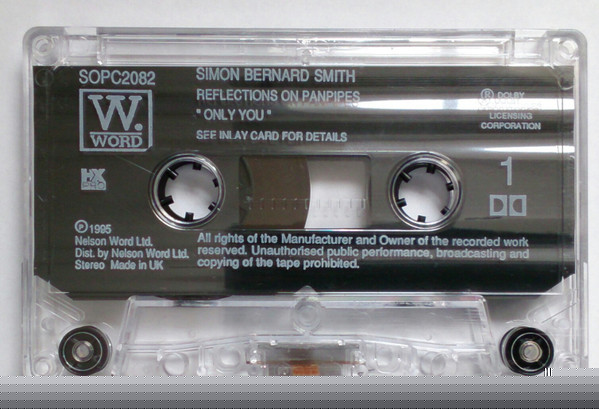 SOPC2082
W.
WORD
SIMON BERNARD SMITH
REFLECTIONS ON PANPIPES
" ONLY YOU "
SEE INLAY CARD FOR DETAILS
® DOLBY
LICENSING
CORPORATION
HX
1
℗ 1995
Nelson Word Ltd.
Dist. by Nelson Word Ltd.
Stereo Made in UK
All rights of the Manufacturer and Owner of the recorded work
reserved. Unauthorised public performance, broadcasting and
copying of the tape prohibited.